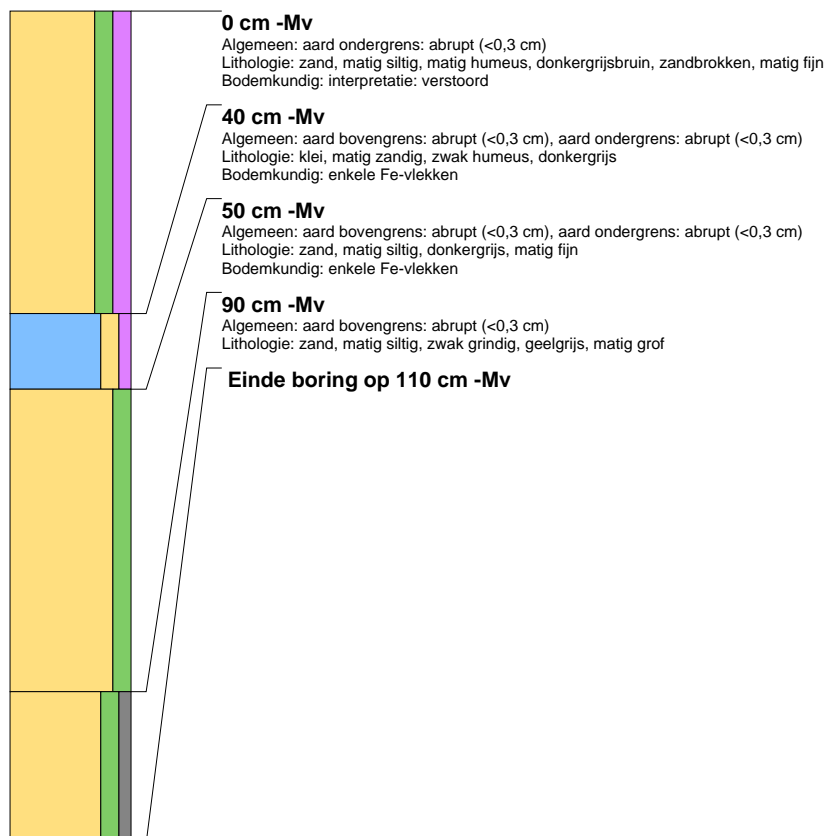 0 cm -Mv
Algemeen: aard ondergrens: abrupt (<0,3 cm)
Lithologie: zand, matig siltig, matig humeus, donkergrijsbruin, zandbrokken, matig fijn
Bodemkundig: interpretatie: verstoord
40 cm -Mv
Algemeen: aard bovengrens: abrupt (<0,3 cm), aard ondergrens: abrupt (<0,3 cm)
Lithologie: klei, matig zandig, zwak humeus, donkergrijs
Bodemkundig: enkele Fe-vlekken
50 cm -Mv
Algemeen: aard bovengrens: abrupt (<0,3 cm), aard ondergrens: abrupt (<0,3 cm)
Lithologie: zand, matig siltig, donkergrijs, matig fijn
Bodemkundig: enkele Fe-vlekken
90 cm -Mv
Algemeen: aard bovengrens: abrupt (<0,3 cm)
Lithologie: zand, matig siltig, zwak grindig, geelgrijs, matig grof
Einde boring op 110 cm -Mv